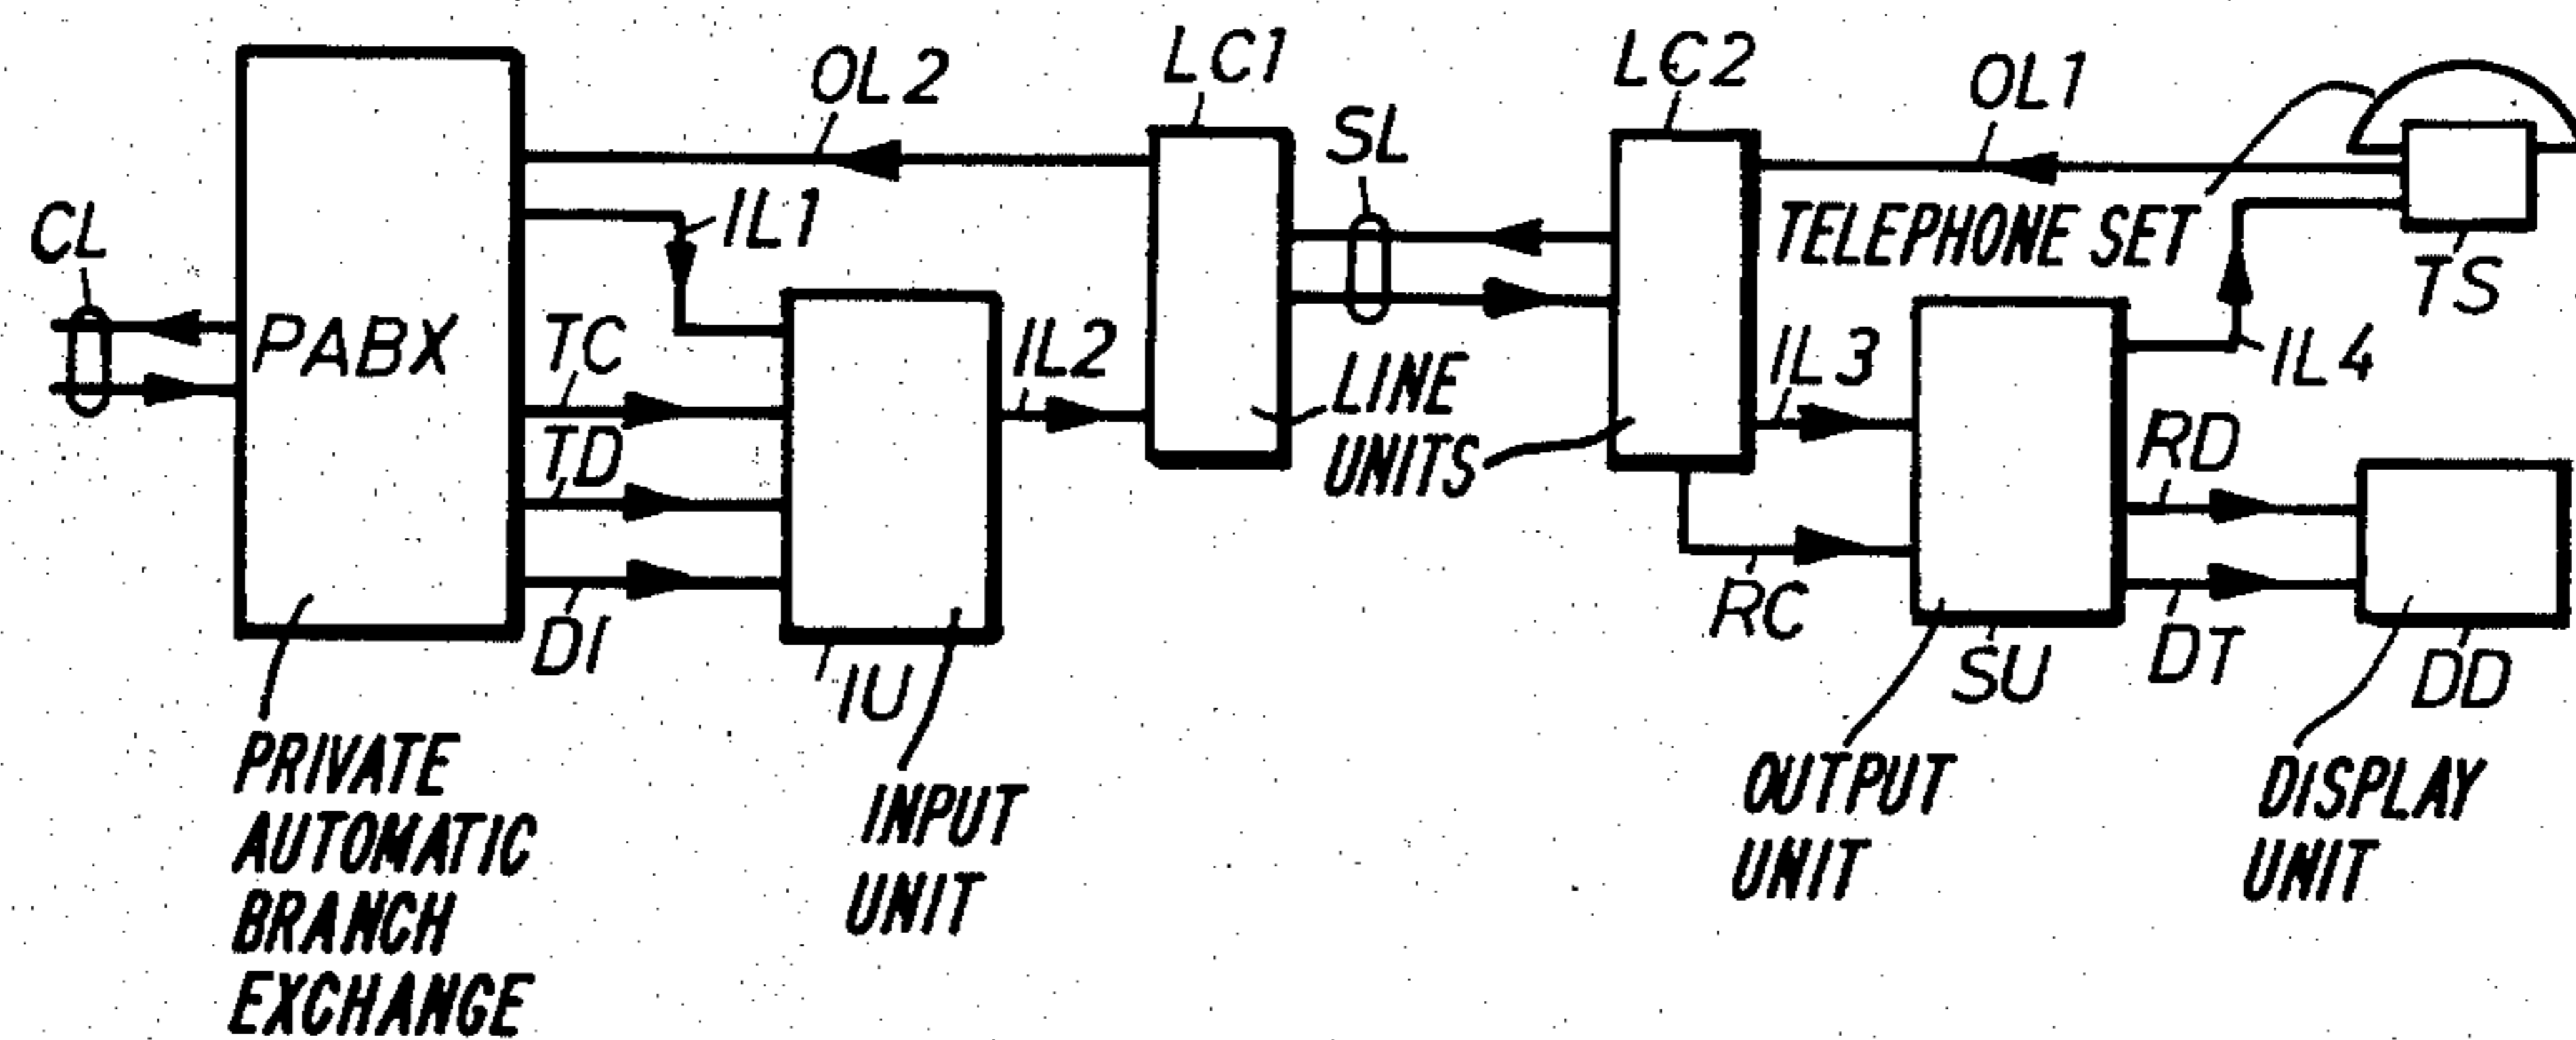 OL2
LC1
LC2
OL1
SL
IL1
CL
TELEPHONE SET
TS
PABX
TC
IL2
LINE
UNITS
IL3
IL4
TD
RD
DI
RC
IU
SU
DT
DD
PRIVATE
AUTOMATIC
BRANCH
EXCHANGE
INPUT
UNIT
OUTPUT
UNIT
DISPLAY
UNIT